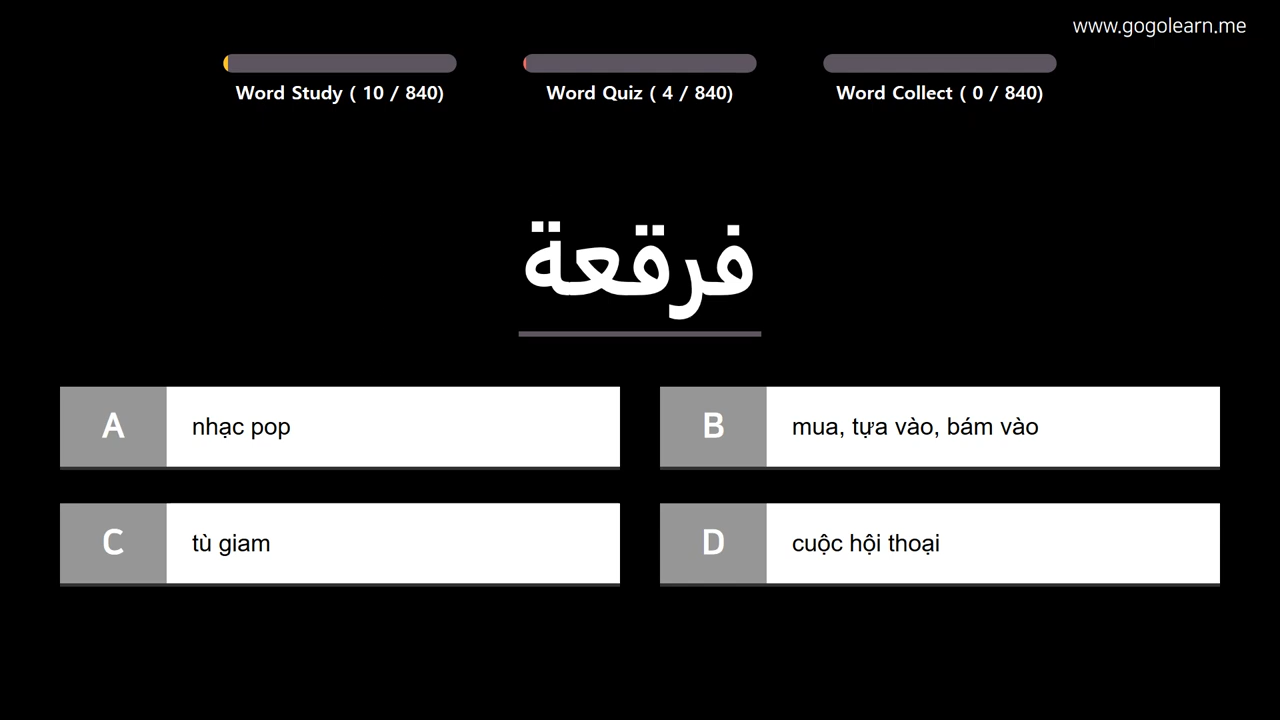 www.gogolearn.me
Word Study ( 10 / 840)
Word Quiz ( 4 / 840)
Word Collect ( 0 / 840)
فرقعة
A nhạc pop
B mua, tựa vào, bám vào
C tù giam
D cuộc hội thoại